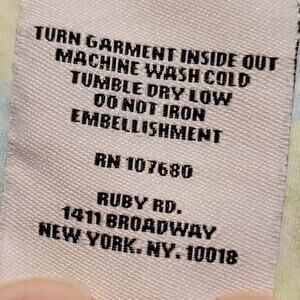 TURN GARMENT INSIDE OUT
MACHINE WASH COLD
TUMBLE DRY LOW
DO NOT IRON
EMBELLISHMENT
RN 107680
RUBY RD.
1411 BROADWAY
NEW YORK. NY. 10018